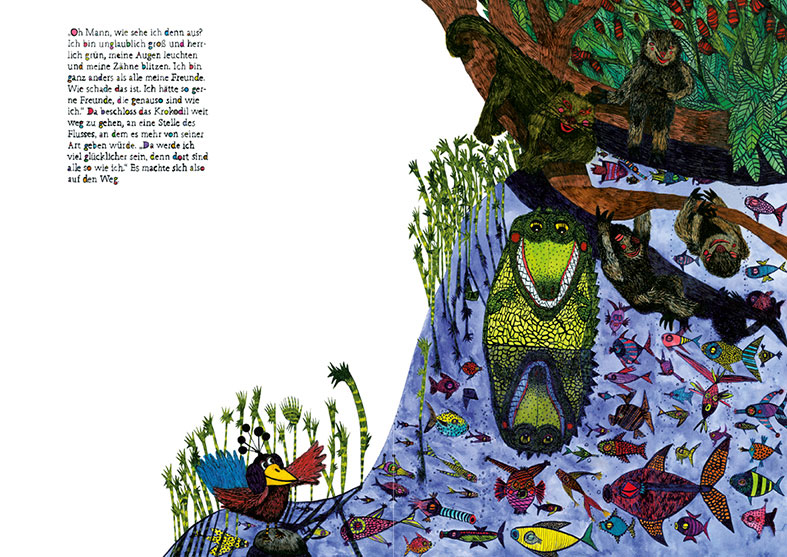 „Oh Mann, wie sehe ich denn aus?
Ich bin unglaublich groß und herr-
lich grün, meine Augen leuchten
und meine Zähne blitzen. Ich bin
ganz anders als alle meine Freunde.
Wie schade das ist. Ich hätte so ger-
ne Freunde, die genauso sind wie
ich.“ Da beschloss das Krokodil weit
weg zu gehen, an eine Stelle des
Flusses, an dem es mehr von seiner
Art geben würde. „Da werde ich
viel glücklicher sein, denn dort sind
alle so wie ich.“ Es machte sich also
auf den Weg.